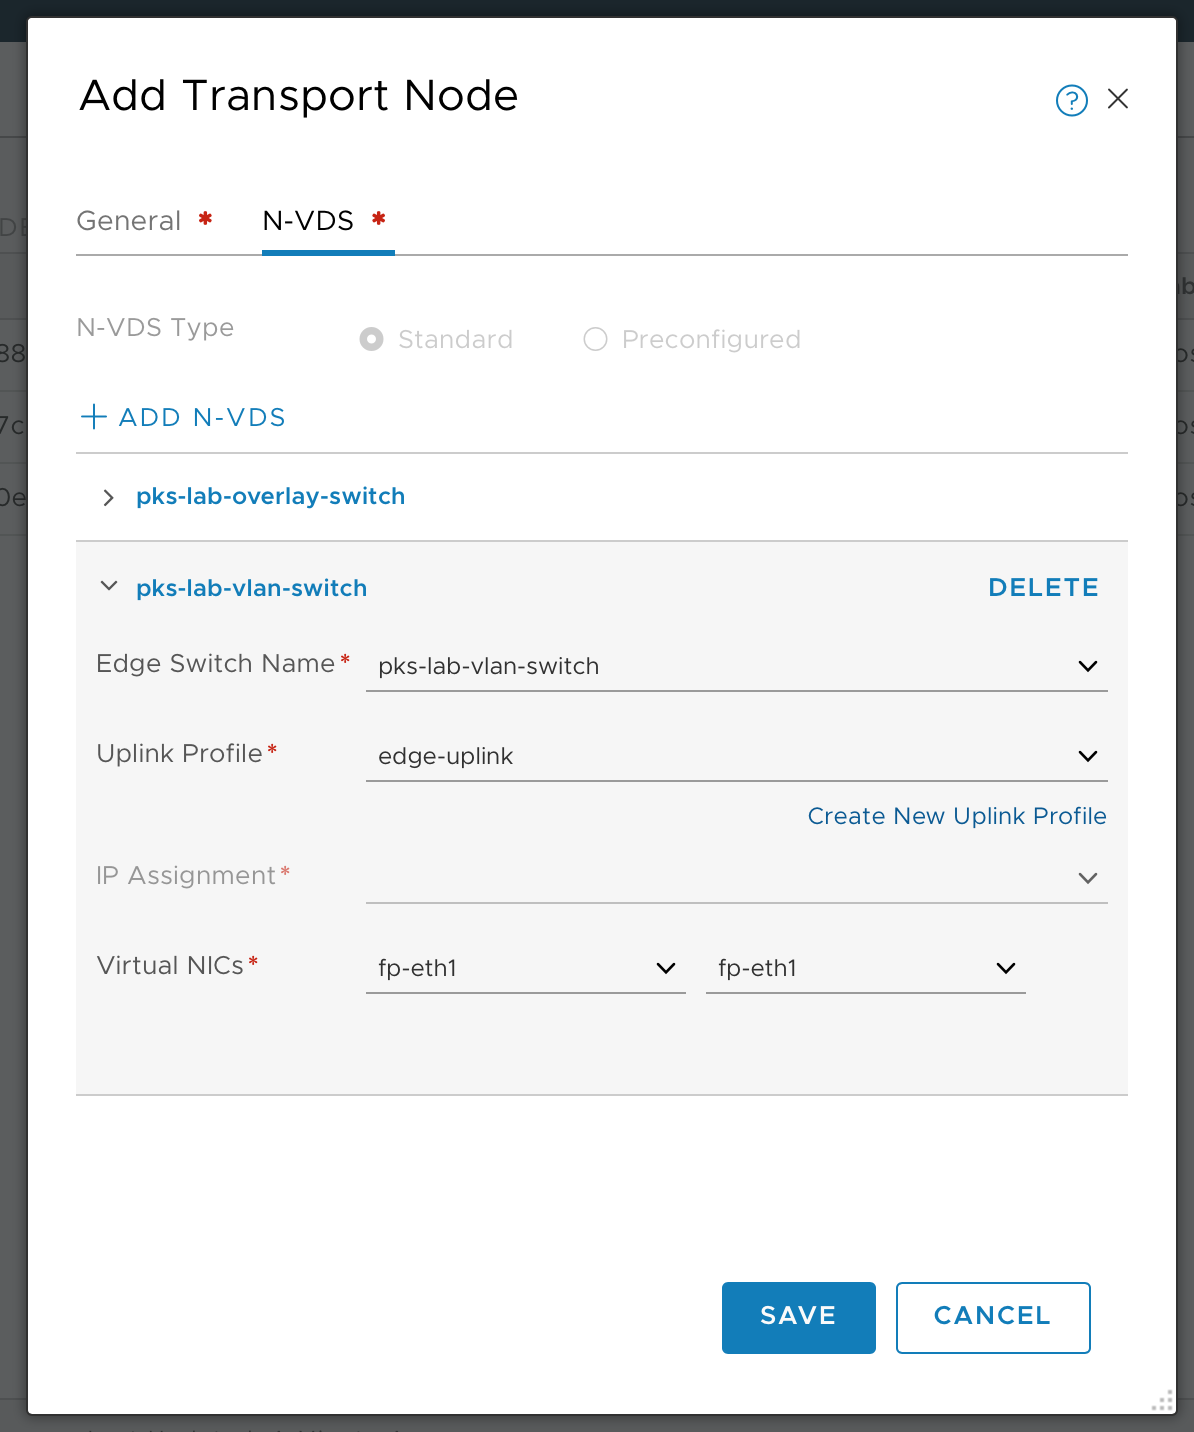 Add Transport Node
General *
N-VDS *
N-VDS Type
Standard
Preconfigured
ADD N-VDS
pks-lab-overlay-switch
pks-lab-vlan-switch
DELETE
Edge Switch Name *
pks-lab-vlan-switch
Uplink Profile *
edge-uplink
Create New Uplink Profile
IP Assignment *
Virtual NICs *
fp-eth1
fp-eth1
SAVE
CANCEL